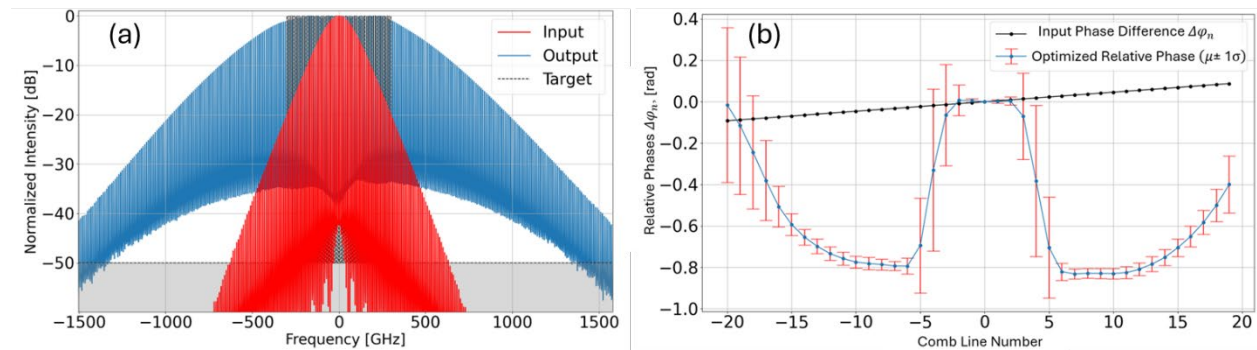 (a)
Input
Output
Target
Normalized Intensity [dB]
0
−10
−20
−30
−40
−50
−1500
−1000
−500
0
500
1000
1500
Frequency [GHz]
(b)
Input Phase Difference Δφₙ
Optimized Relative Phase (μ± 1σ)
Relative Phases Δφₙ, [rad]
0.4
0.2
0.0
−0.2
−0.4
−0.6
−0.8
−1.0
−20
−15
−10
−5
0
5
10
15
20
Comb Line Number